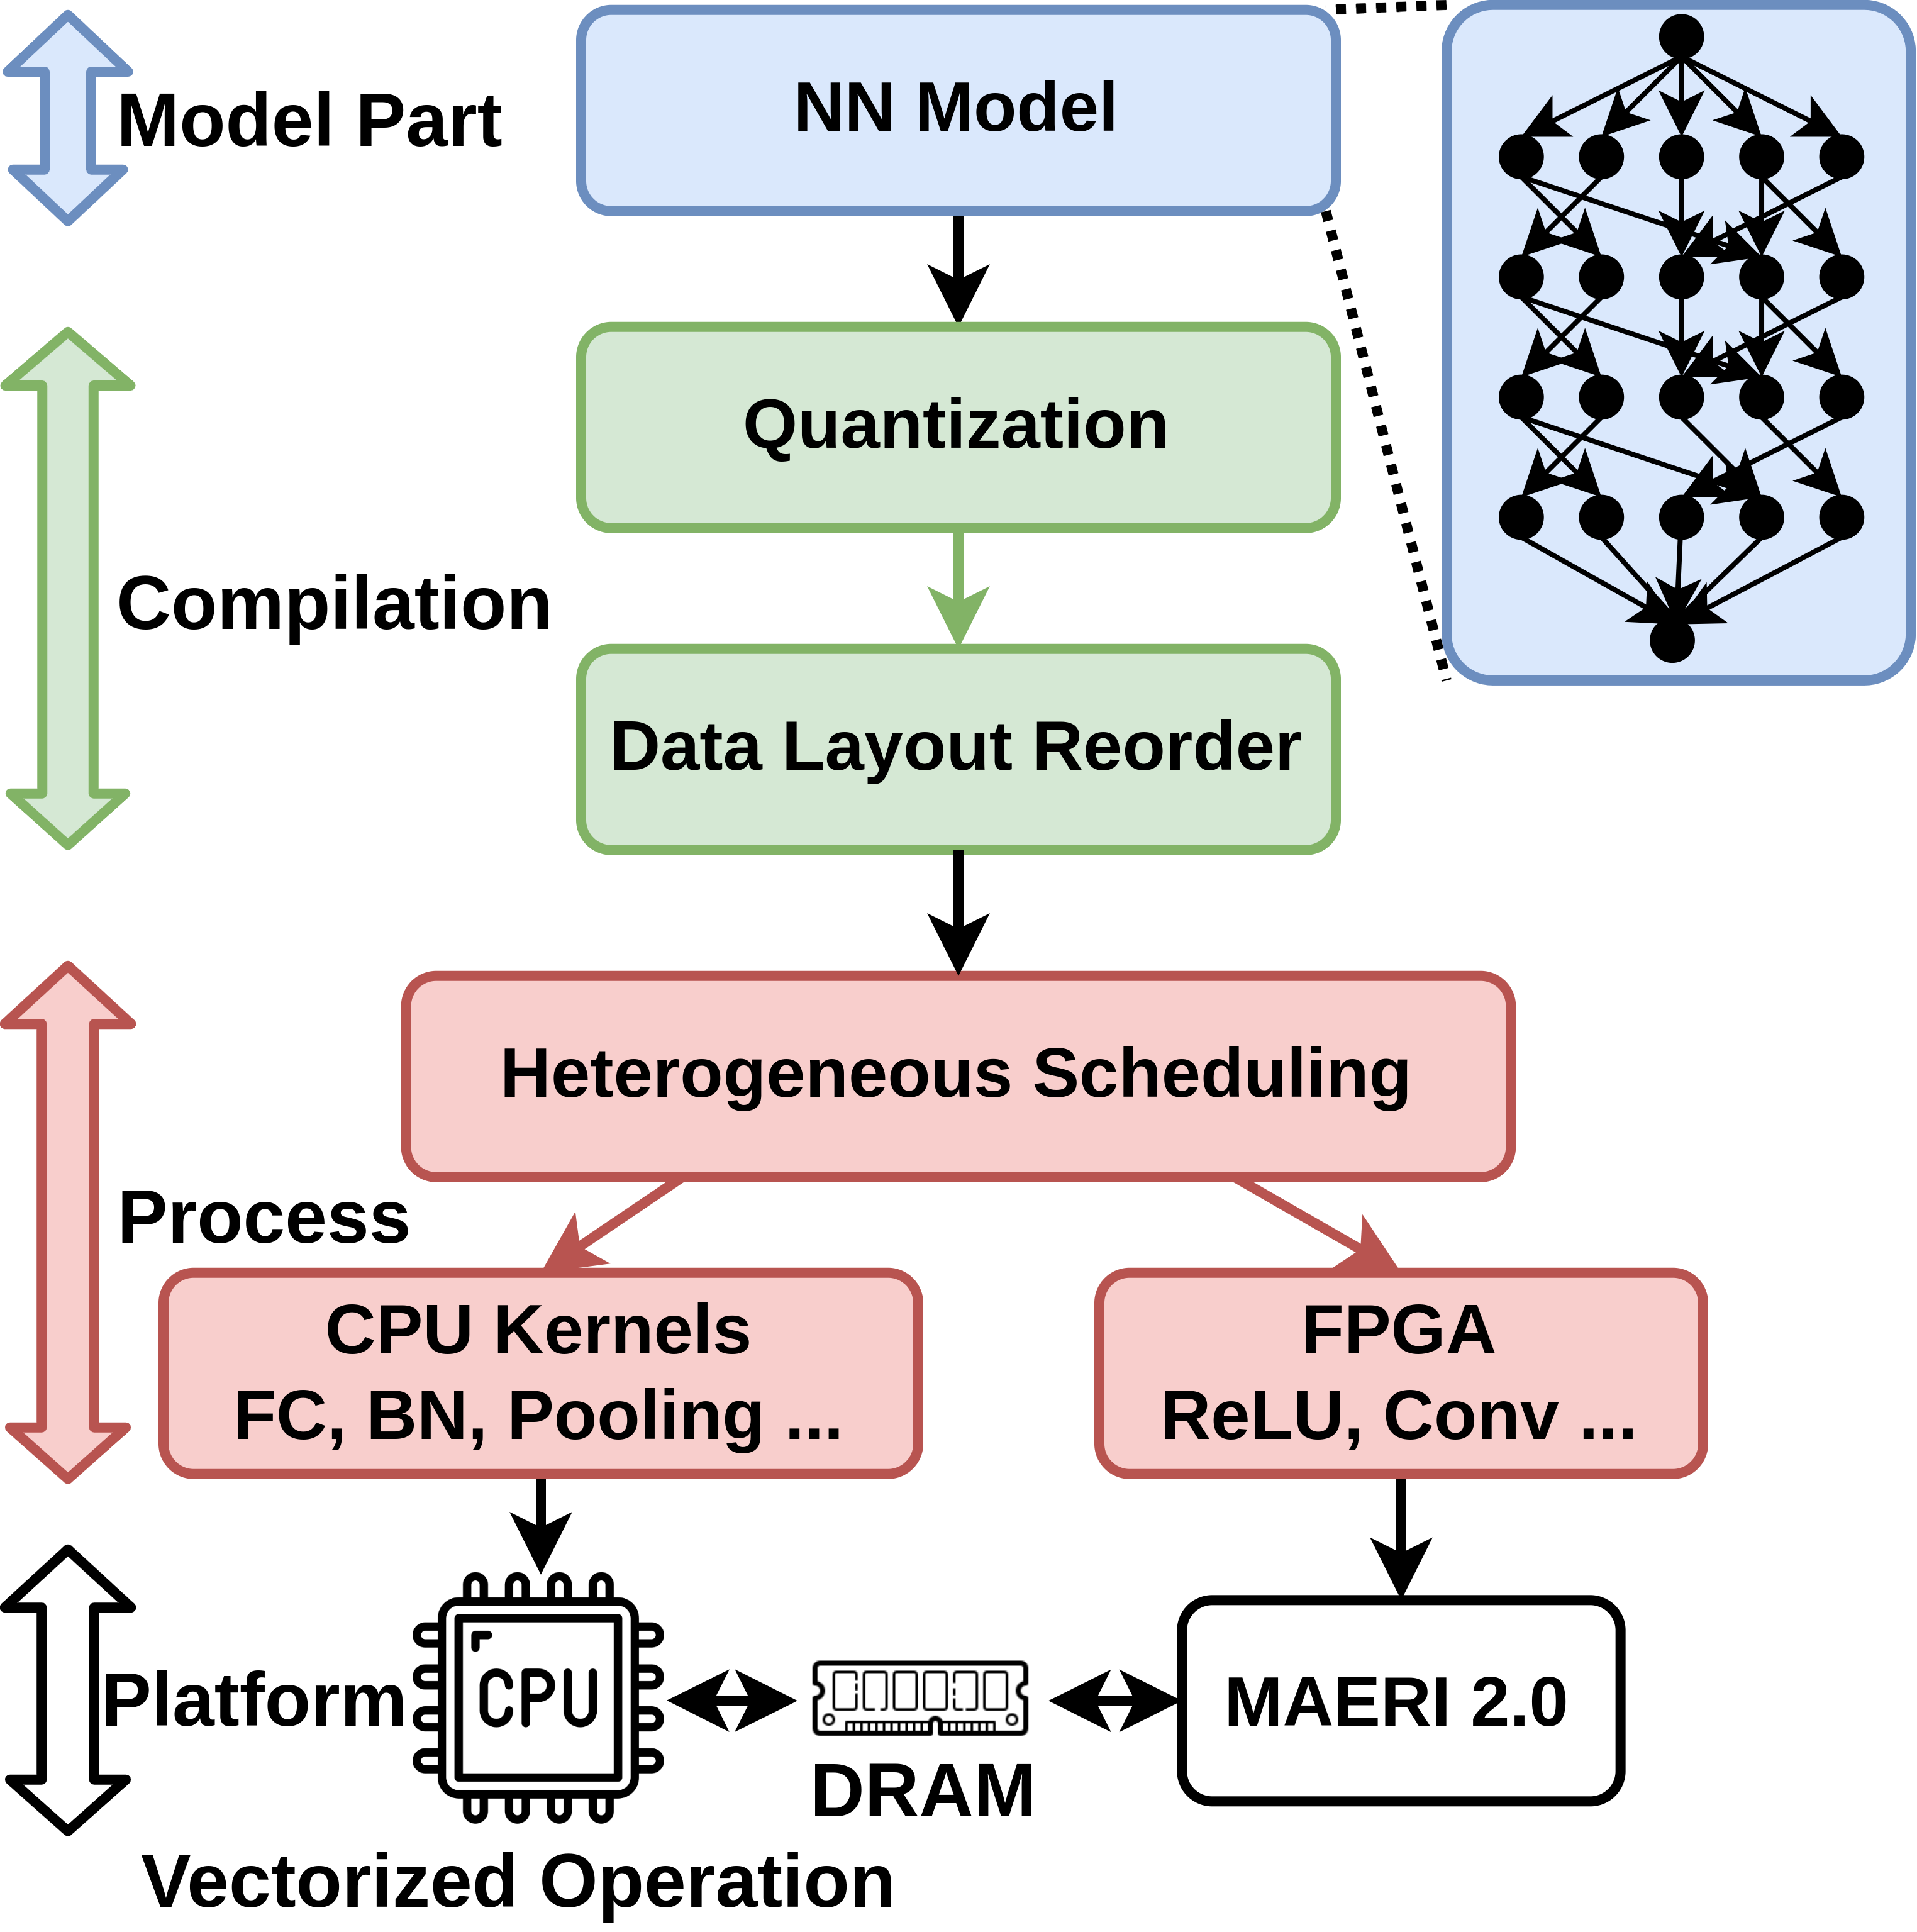 NN Model
Model Part
Quantization
Compilation
Data Layout Reorder
Heterogeneous Scheduling
Process
CPU Kernels
FC, BN, Pooling ...
FPGA
ReLU, Conv ...
Platform
CPU
DRAM
MAERI 2.0
Vectorized Operation